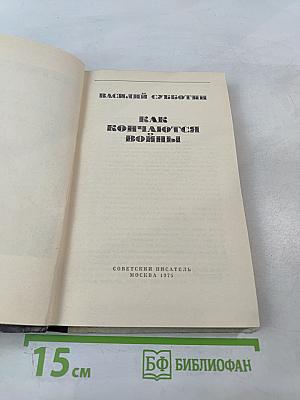 ВАСИЛИЙ СУББОТИН
КАК
КОНЧАЮТСЯ
ВОЙНЫ
СОВЕТСКИЙ ПИСАТЕЛЬ
МОСКВА 1975
15 см
БФ БИБЛИОФАН